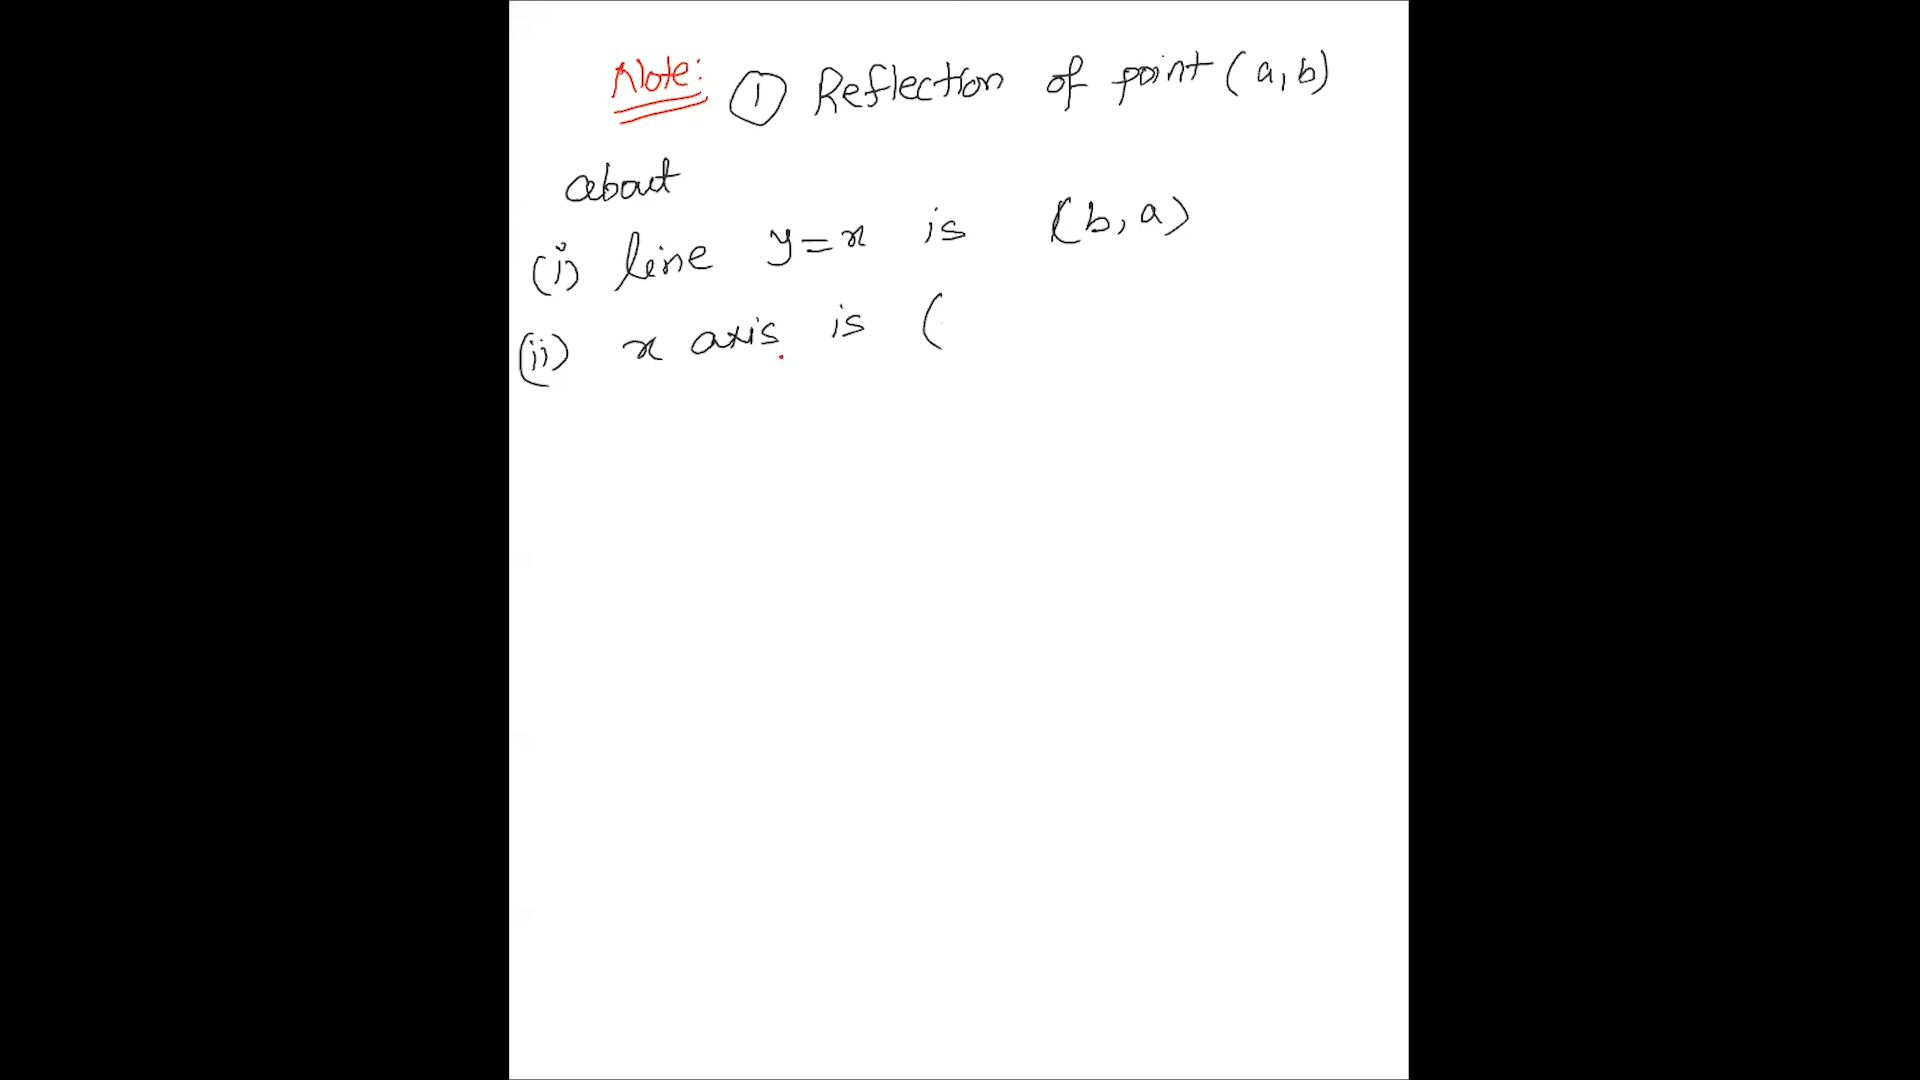 Note: ① Reflection of point (a, b)
about
(i) line y=x is (b, a)
(ii) x axis is (